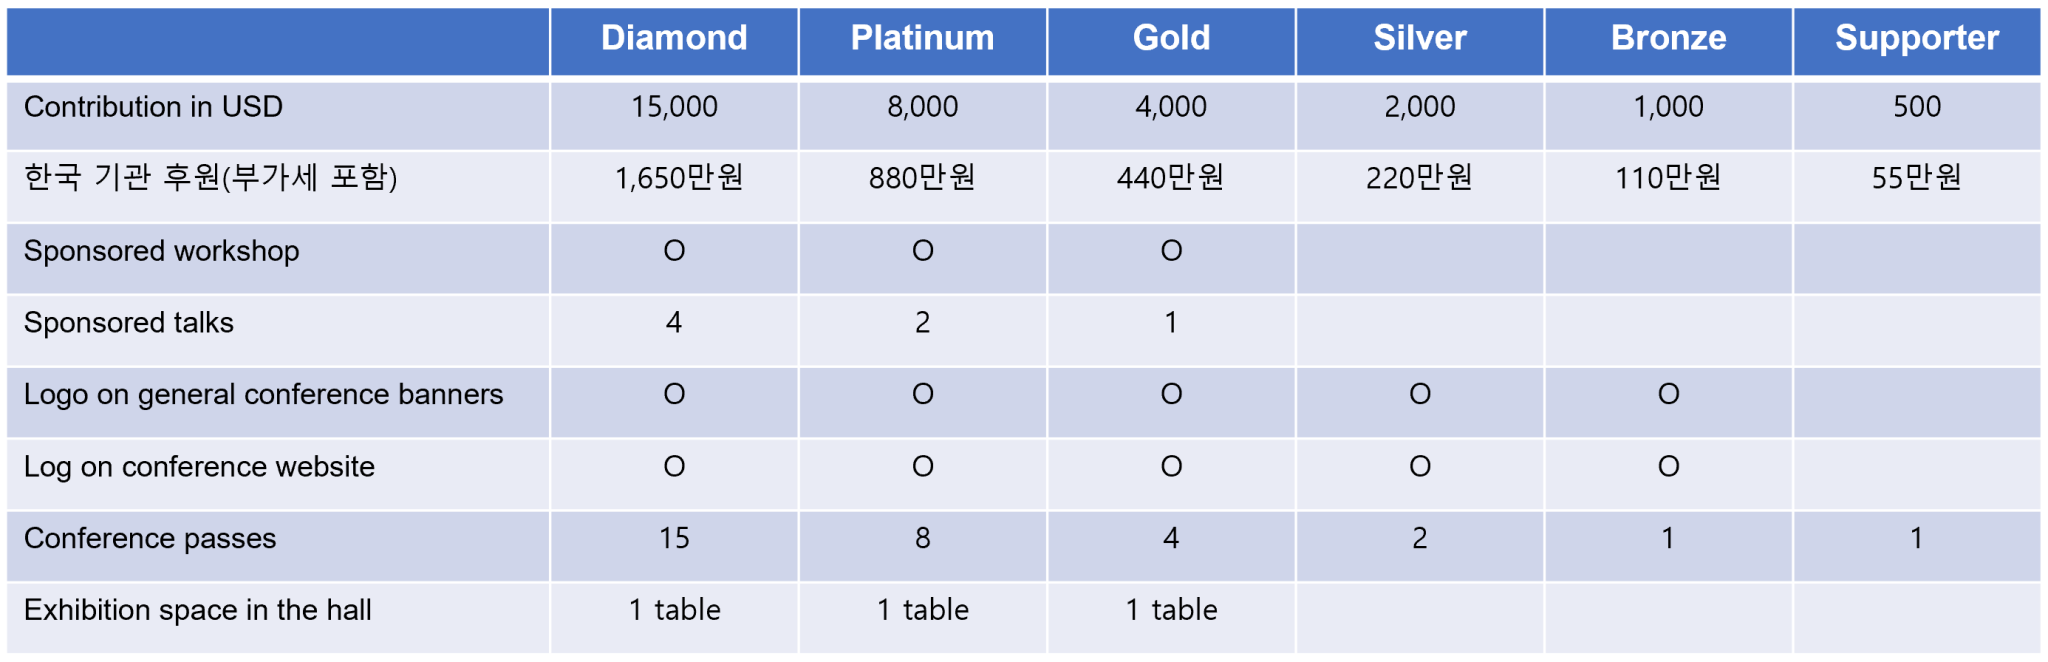 Diamond Platinum Gold Silver Bronze Supporter
Contribution in USD 15,000 8,000 4,000 2,000 1,000 500
한국 기관 후원(부가세 포함) 1,650만원 880만원 440만원 220만원 110만원 55만원
Sponsored workshop O O O
Sponsored talks 4 2 1
Logo on general conference banners O O O O O
Log on conference website O O O O O
Conference passes 15 8 4 2 1 1
Exhibition space in the hall 1 table 1 table 1 table